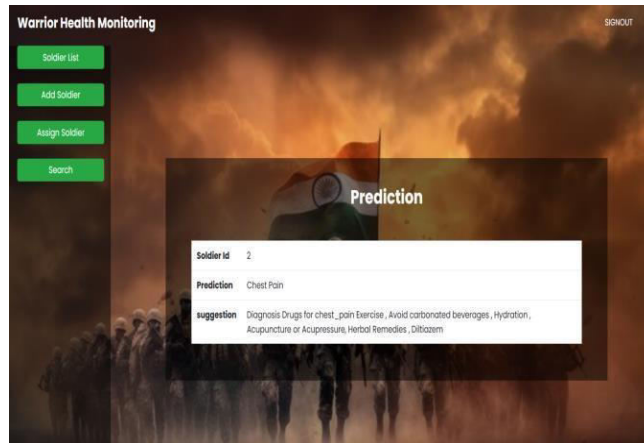 Warrior Health Monitoring
SIGNOUT
Soldier List
Add Soldier
Assign Soldier
Search
Prediction
Soldier Id 2
Prediction Chest Pain
suggestion Diagnosis Drugs for chest_pain Exercise , Avoid carbonated beverages , Hydration ,
Acupuncture or Acupressure, Herbal Remedies , Diltiazem